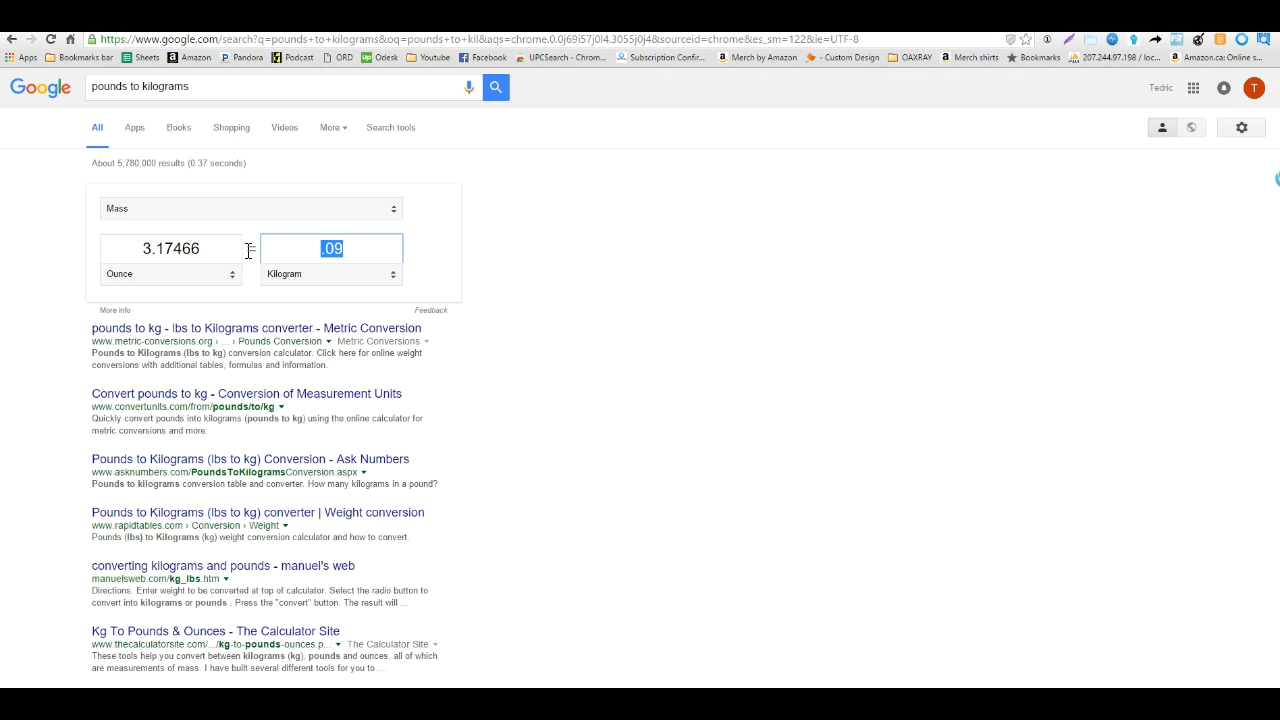 https://www.google.com/search?q=pounds+to+kilograms&oq=pounds+to+kil&aqs=chrome.0.0j69i57j0l4.3055j0j4&sourceid=chrome&es_sm=122&ie=UTF-8
Apps Bookmarks bar Sheets Amazon Pandora Podcast ORD Odesk Youtube Facebook UPCSearch - Chrom... Subscription Confir... Merch by Amazon - Custom Design OAXRAY Merch shirts Bookmarks 207.244.97.198 / loc... Amazon.ca: Online s...
Google pounds to kilograms Tedric T
All Apps Books Shopping Videos More Search tools
About 5,780,000 results (0.37 seconds)
Mass
3.17466 = .09
Ounce Kilogram
More info Feedback
pounds to kg - lbs to Kilograms converter - Metric Conversion
www.metric-conversions.org › ... › Pounds Conversion Metric Conversions
Pounds to Kilograms (lbs to kg) conversion calculator. Click here for online weight
conversions with additional tables, formulas and information.
Convert pounds to kg - Conversion of Measurement Units
www.convertunits.com/from/pounds/to/kg
Quickly convert pounds into kilograms (pounds to kg) using the online calculator for
metric conversions and more.
Pounds to Kilograms (lbs to kg) Conversion - Ask Numbers
www.asknumbers.com/PoundsToKilogramsConversion.aspx
Pounds to kilograms conversion table and converter. How many kilograms in a pound?
Pounds to Kilograms (lbs to kg) converter | Weight conversion
www.rapidtables.com › Conversion › Weight
Pounds (lbs) to Kilograms (kg) weight conversion calculator and how to convert.
converting kilograms and pounds - manuel's web
manuelsweb.com/kg_lbs.htm
Directions. Enter weight to be converted at top of calculator. Select the radio button to
convert into kilograms or pounds . Press the "convert" button. The result will ...
Kg To Pounds & Ounces - The Calculator Site
www.thecalculatorsite.com/.../kg-to-pounds-ounces.p... The Calculator Site
These tools help you convert between kilograms (kg), pounds and ounces, all of which
are measurements of mass. I have built several different tools for you to ...